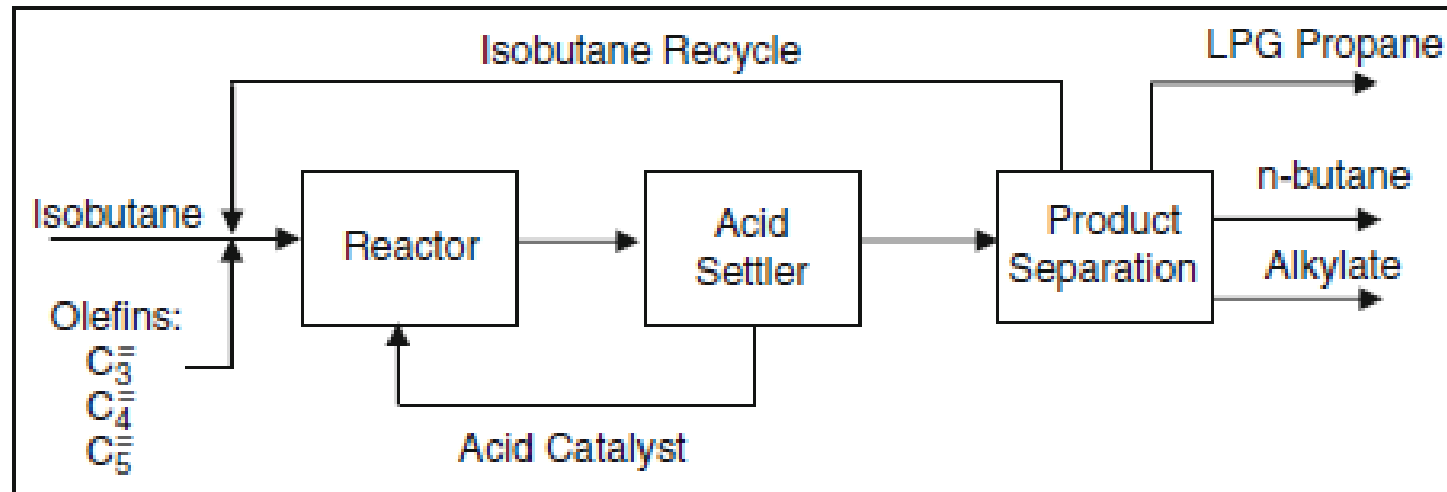 Isobutane Recycle
LPG Propane
Isobutane
Reactor
Acid
Settler
Product
Separation
n-butane
Alkylate
Olefins:
C₃⁼
C₄⁼
C₅⁼
Acid Catalyst